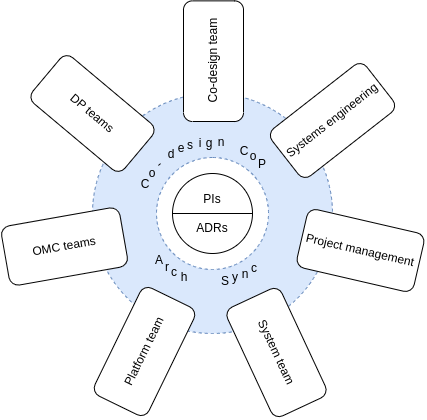 Co-design team
Systems engineering
Project management
System team
Platform team
OMC teams
DP teams
Co-design CoP
Arch Sync
PIs
ADRs